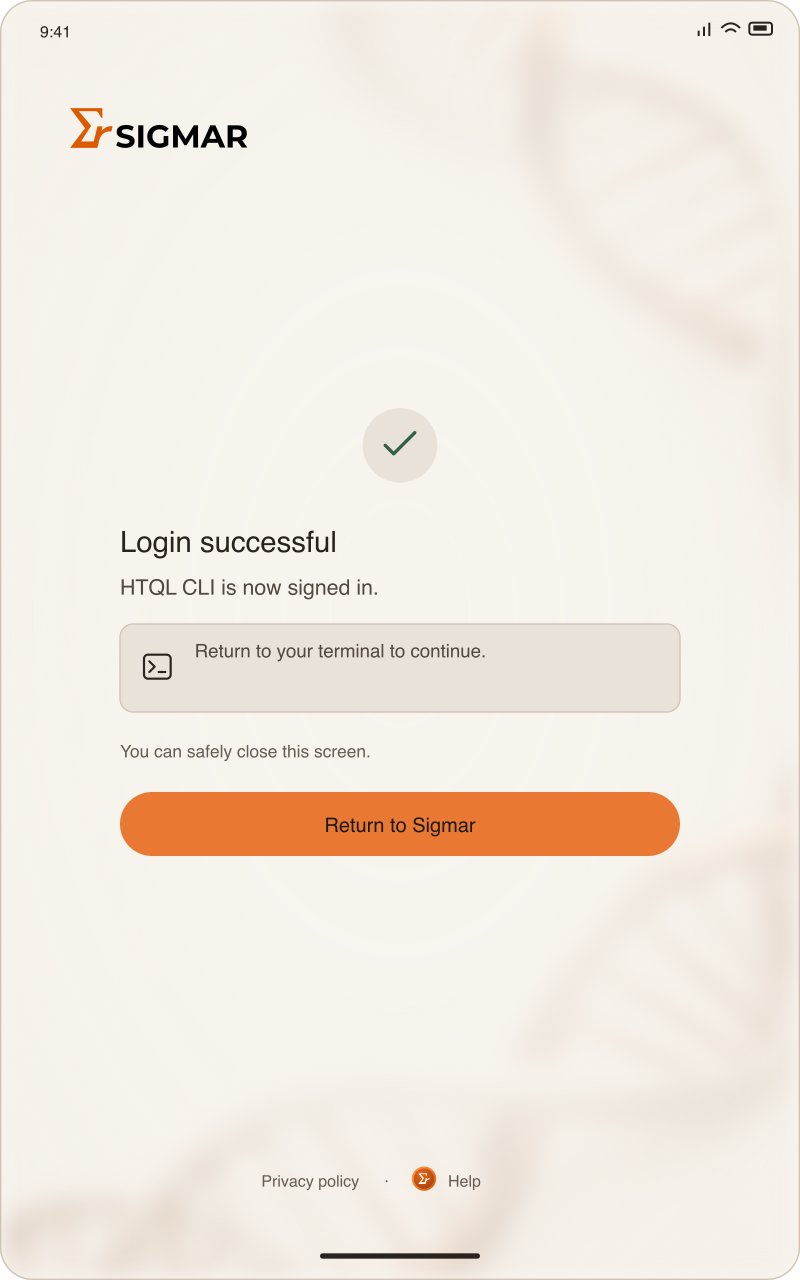 9:41
SIGMAR
Login successful
HTQL CLI is now signed in.
Return to your terminal to continue.
You can safely close this screen.
Return to Sigmar
Privacy policy · Help